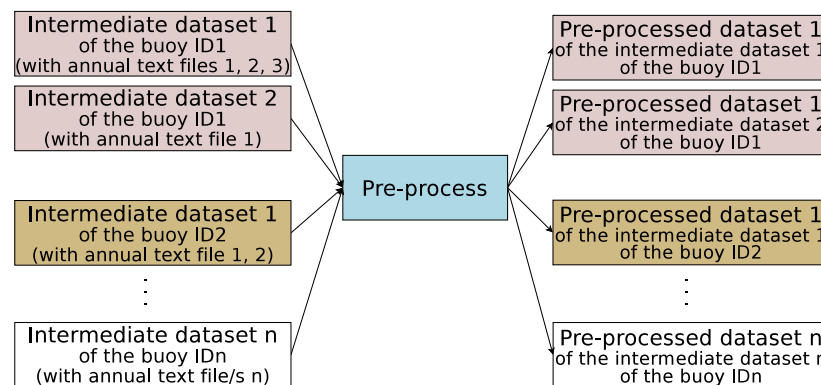 Intermediate dataset 1
of the buoy ID1
(with annual text files 1, 2, 3)
Intermediate dataset 2
of the buoy ID1
(with annual text file 1)
Intermediate dataset 1
of the buoy ID2
(with annual text file 1, 2)
Intermediate dataset n
of the buoy IDn
(with annual text file/s n)
Pre-process
Pre-processed dataset 1
of the intermediate dataset 1
of the buoy ID1
Pre-processed dataset 1
of the intermediate dataset 2
of the buoy ID1
Pre-processed dataset 1
of the intermediate dataset 1
of the buoy ID2
Pre-processed dataset n
of the intermediate dataset n
of the buoy IDn